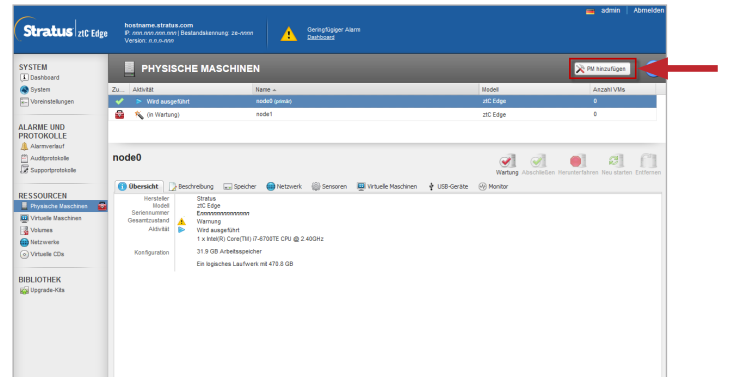 admin | Abmelden
Stratus ztC Edge
hostname.stratus.com
IP: nnn.nnn.nnn.nnn | Bestandskennung: ze-nnnn
Version: n.n.n-nnn
Geringfügiger Alarm
Dashboard
SYSTEM
Dashboard
System
Voreinstellungen
ALARME UND PROTOKOLLE
Alarmverlauf
Auditprotokolle
Supportprotokolle
RESSOURCEN
Physische Maschinen
Virtuelle Maschinen
Volumes
Netzwerke
Virtuelle CDs
BIBLIOTHEK
Upgrade-Kits
PHYSISCHE MASCHINEN
PM hinzufügen
Zu... Aktivität Name Modell Anzahl VMs
Wird ausgeführt node0 (primär) ztC Edge 0
(in Wartung) node1 ztC Edge 0
node0
Wartung Abschließen Herunterfahren Neu starten Entfernen
Übersicht Beschreibung Speicher Netzwerk Sensoren Virtuelle Maschinen USB-Geräte Monitor
Hersteller Stratus
Modell ztC Edge
Seriennummer Ennnnnnnnnnnnnnn
Gesamtzustand Warnung
Aktivität Wird ausgeführt
1 x Intel(R) Core(TM) i7-6700TE CPU @ 2.40GHz
Konfiguration 31.9 GB Arbeitsspeicher
Ein logisches Laufwerk mit 470.8 GB